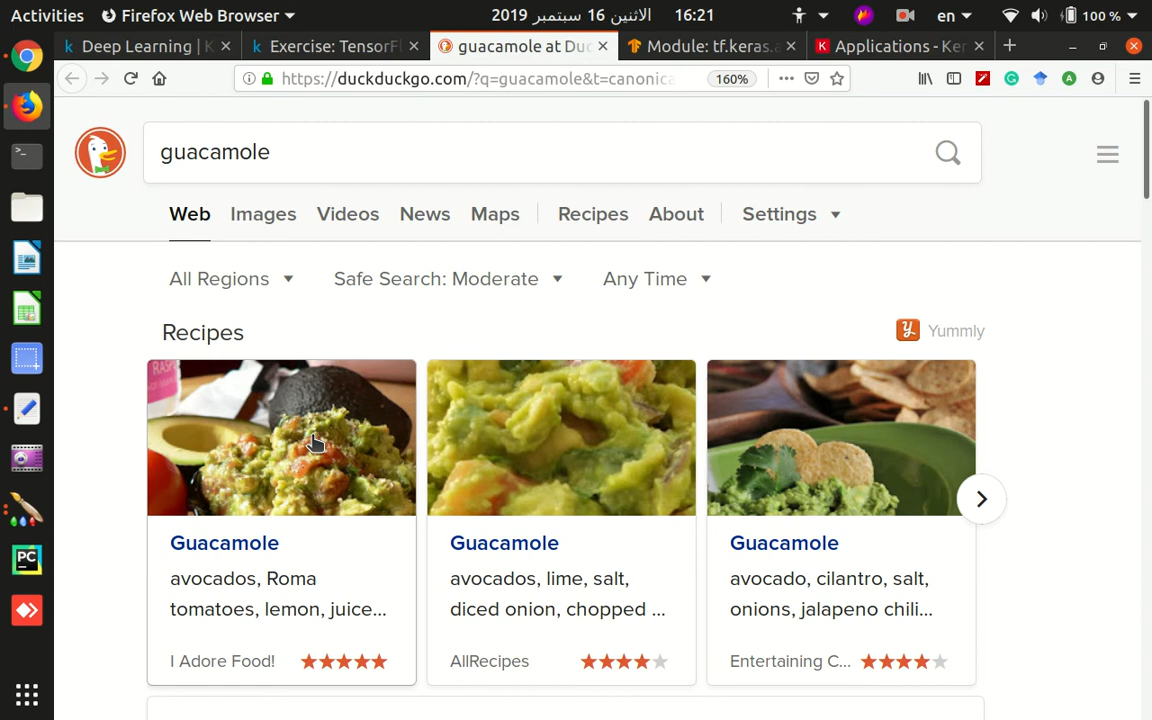 Activities Firefox Web Browser الاثنين 16 سبتمبر 2019 16:21 en 100 %
Deep Learning | K Exercise: TensorFl guacamole at Duc Module: tf.keras.a Applications - Ker
https://duckduckgo.com/?q=guacamole&t=canonica 160%
guacamole
Web Images Videos News Maps Recipes About Settings
All Regions Safe Search: Moderate Any Time
Recipes Yummly
Guacamole
avocados, Roma
tomatoes, lemon, juice...
I Adore Food!
Guacamole
avocados, lime, salt,
diced onion, chopped ...
AllRecipes
Guacamole
avocado, cilantro, salt,
onions, jalapeno chili...
Entertaining C...
PC